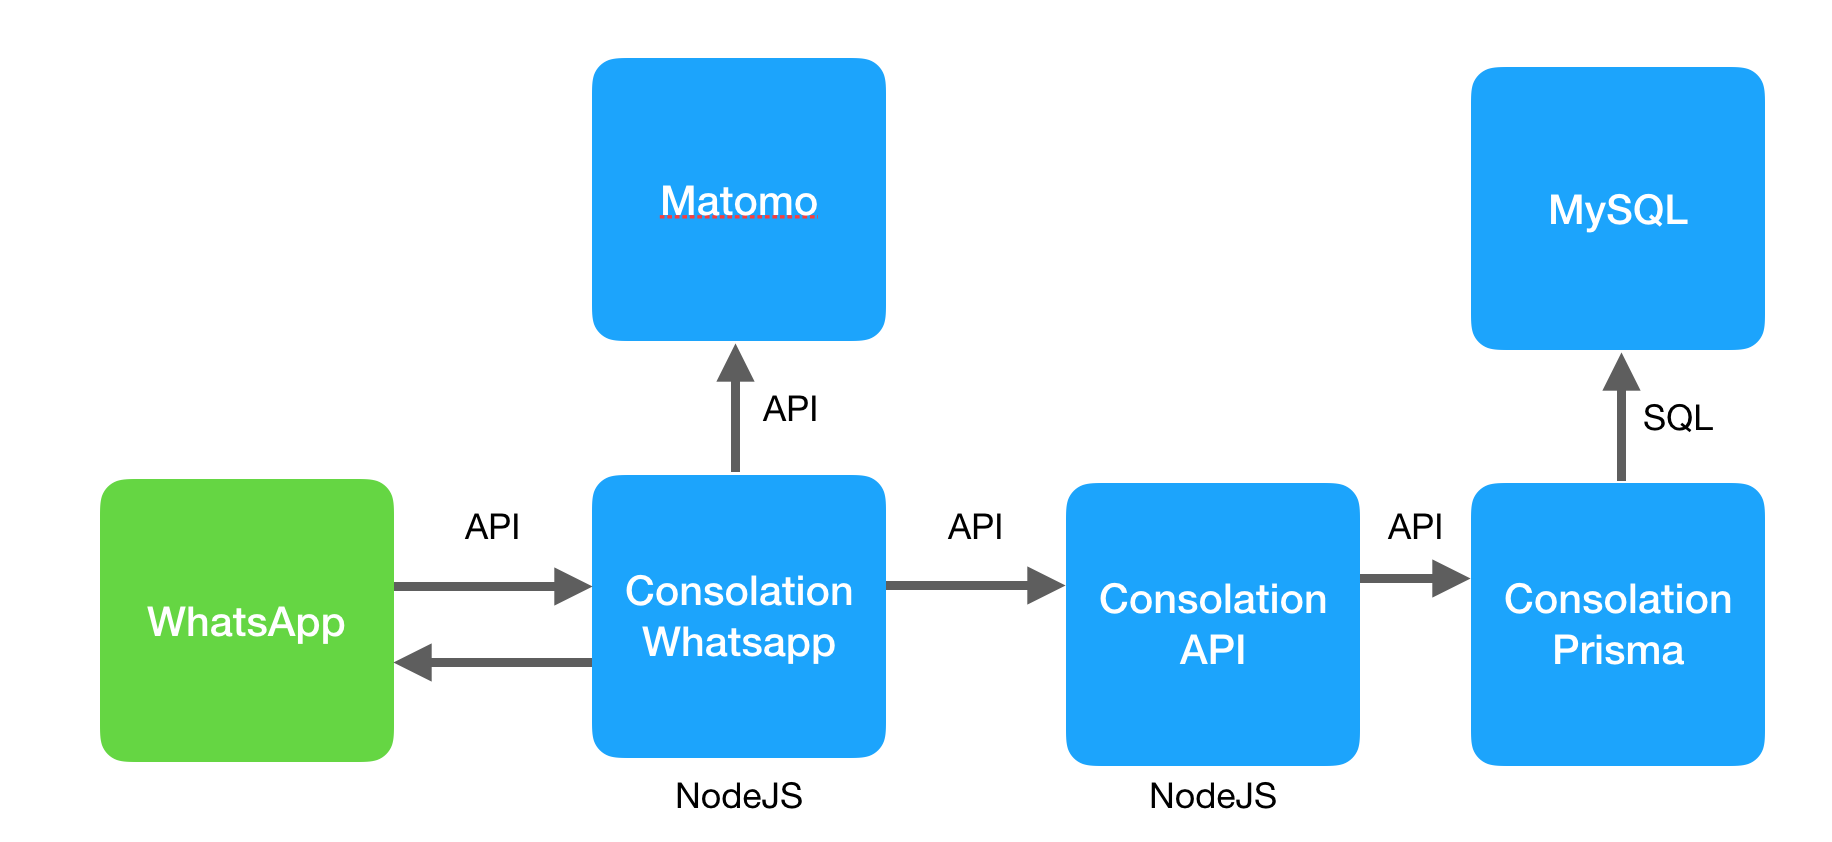 Matomo
MySQL
API
SQL
API
API
API
WhatsApp
Consolation
Whatsapp
Consolation
API
Consolation
Prisma
NodeJS
NodeJS